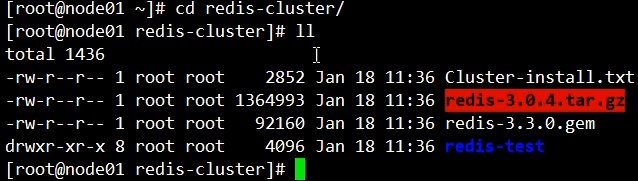 [root@node01 ~]# cd redis-cluster/
[root@node01 redis-cluster]# ll
total 1436
-rw-r--r-- 1 root root    2852 Jan 18 11:36 Cluster-install.txt
-rw-r--r-- 1 root root 1364993 Jan 18 11:36 redis-3.0.4.tar.gz
-rw-r--r-- 1 root root   92160 Jan 18 11:36 redis-3.3.0.gem
drwxr-xr-x 8 root root    4096 Jan 18 11:36 redis-test
[root@node01 redis-cluster]#